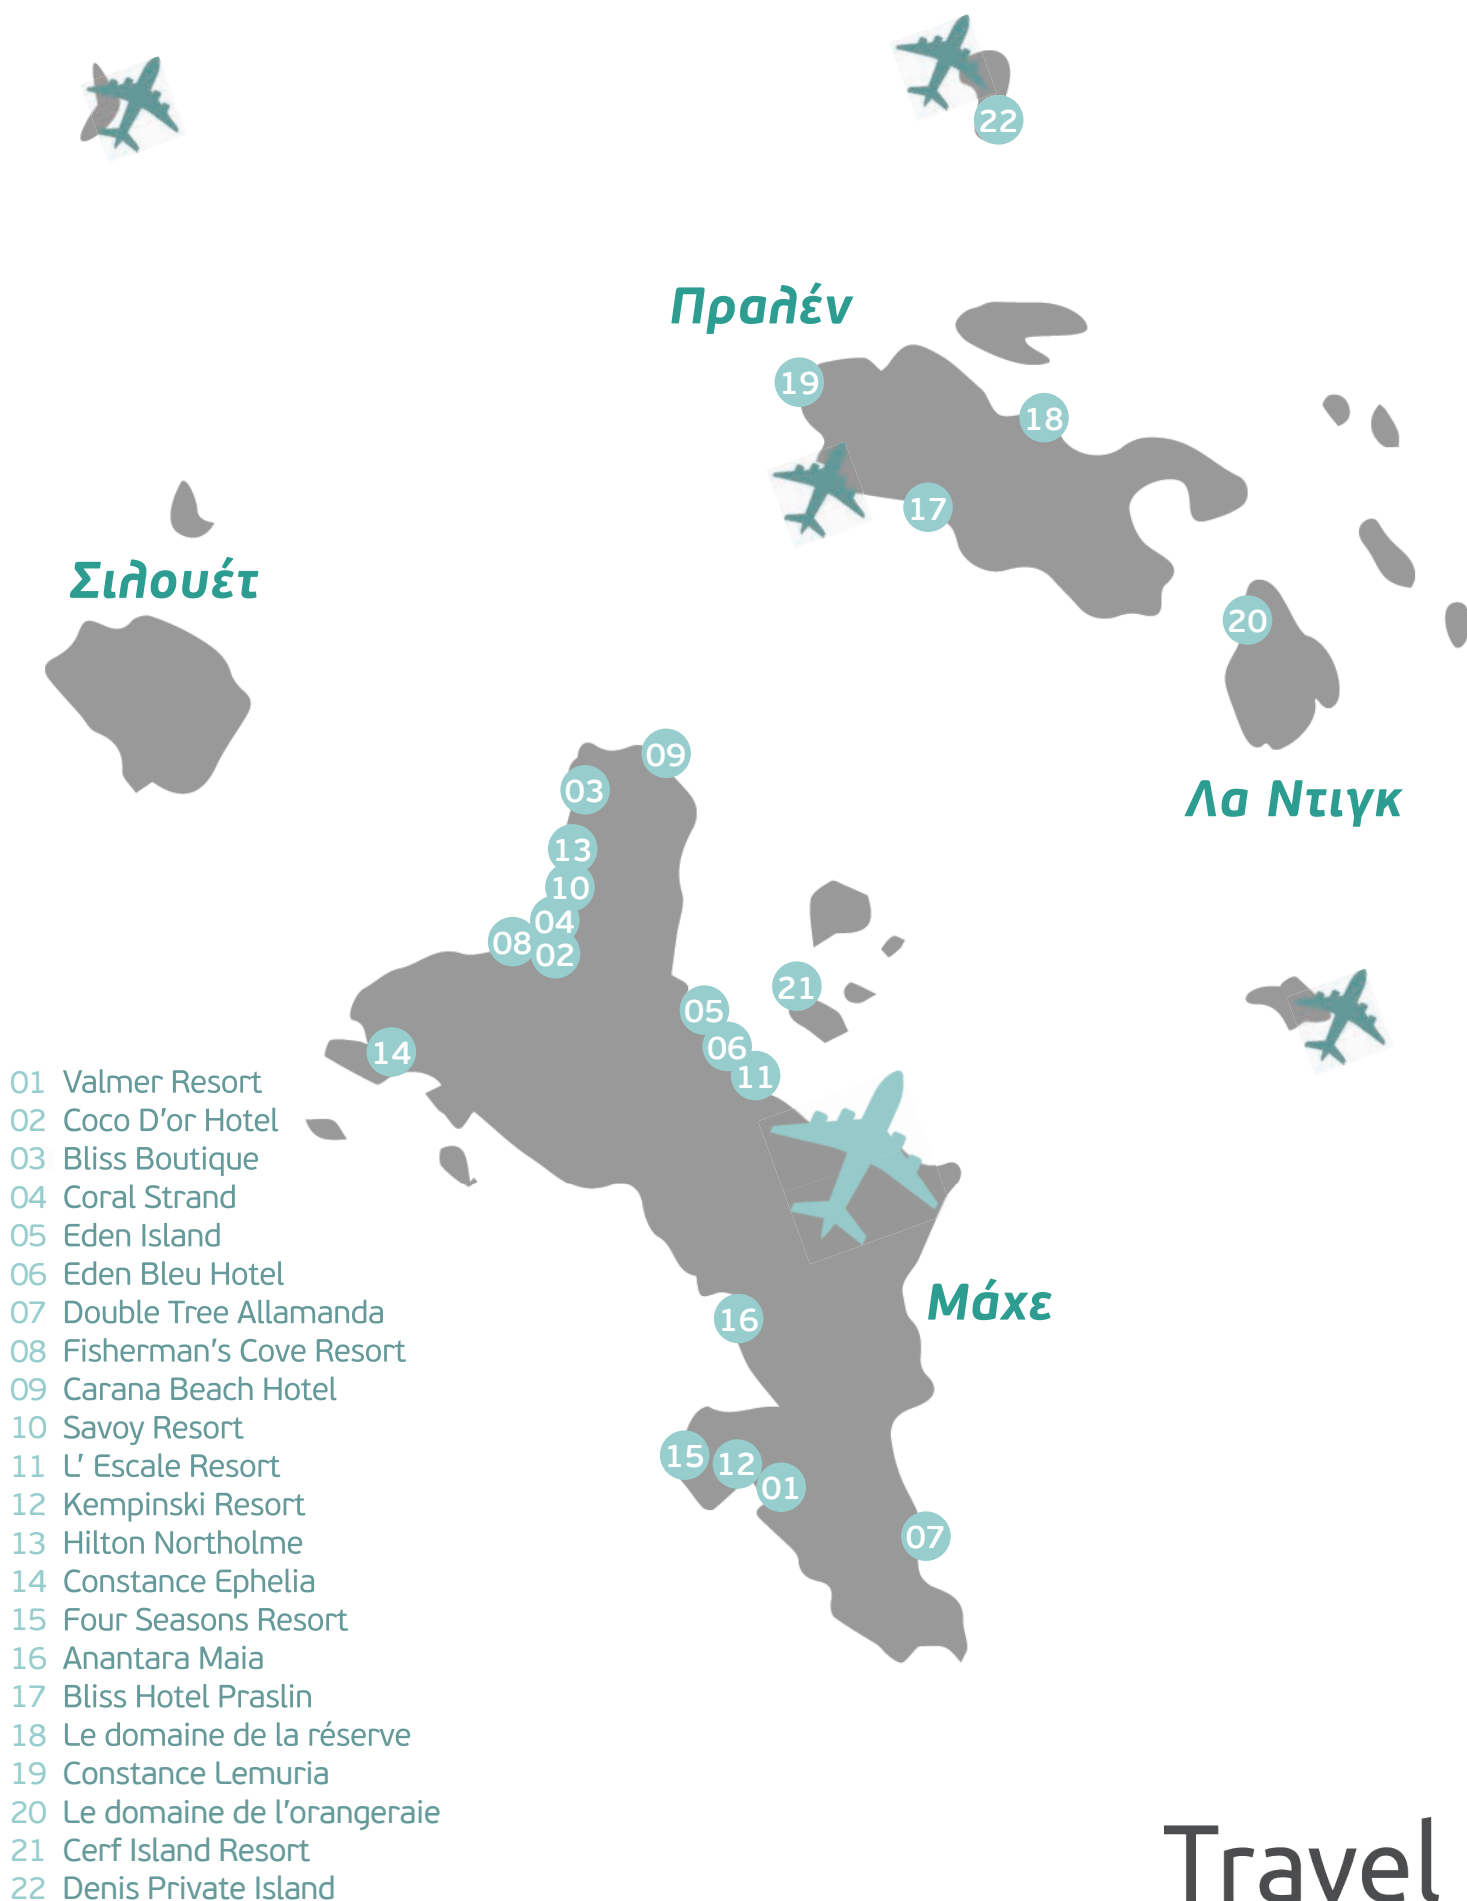 22
Πραλέν
19
18
17
Σιλουέτ
20
Λα Ντιγκ
09
03
13
10
04
08
02
21
05
06
11
14
Μάχε
16
15
12
01
07
01 Valmer Resort
02 Coco D’or Hotel
03 Bliss Boutique
04 Coral Strand
05 Eden Island
06 Eden Bleu Hotel
07 Double Tree Allamanda
08 Fisherman’s Cove Resort
09 Carana Beach Hotel
10 Savoy Resort
11 L’ Escale Resort
12 Kempinski Resort
13 Hilton Northolme
14 Constance Ephelia
15 Four Seasons Resort
16 Anantara Maia
17 Bliss Hotel Praslin
18 Le domaine de la réserve
19 Constance Lemuria
20 Le domaine de l’orangeraie
21 Cerf Island Resort
22 Denis Private Island
Travel